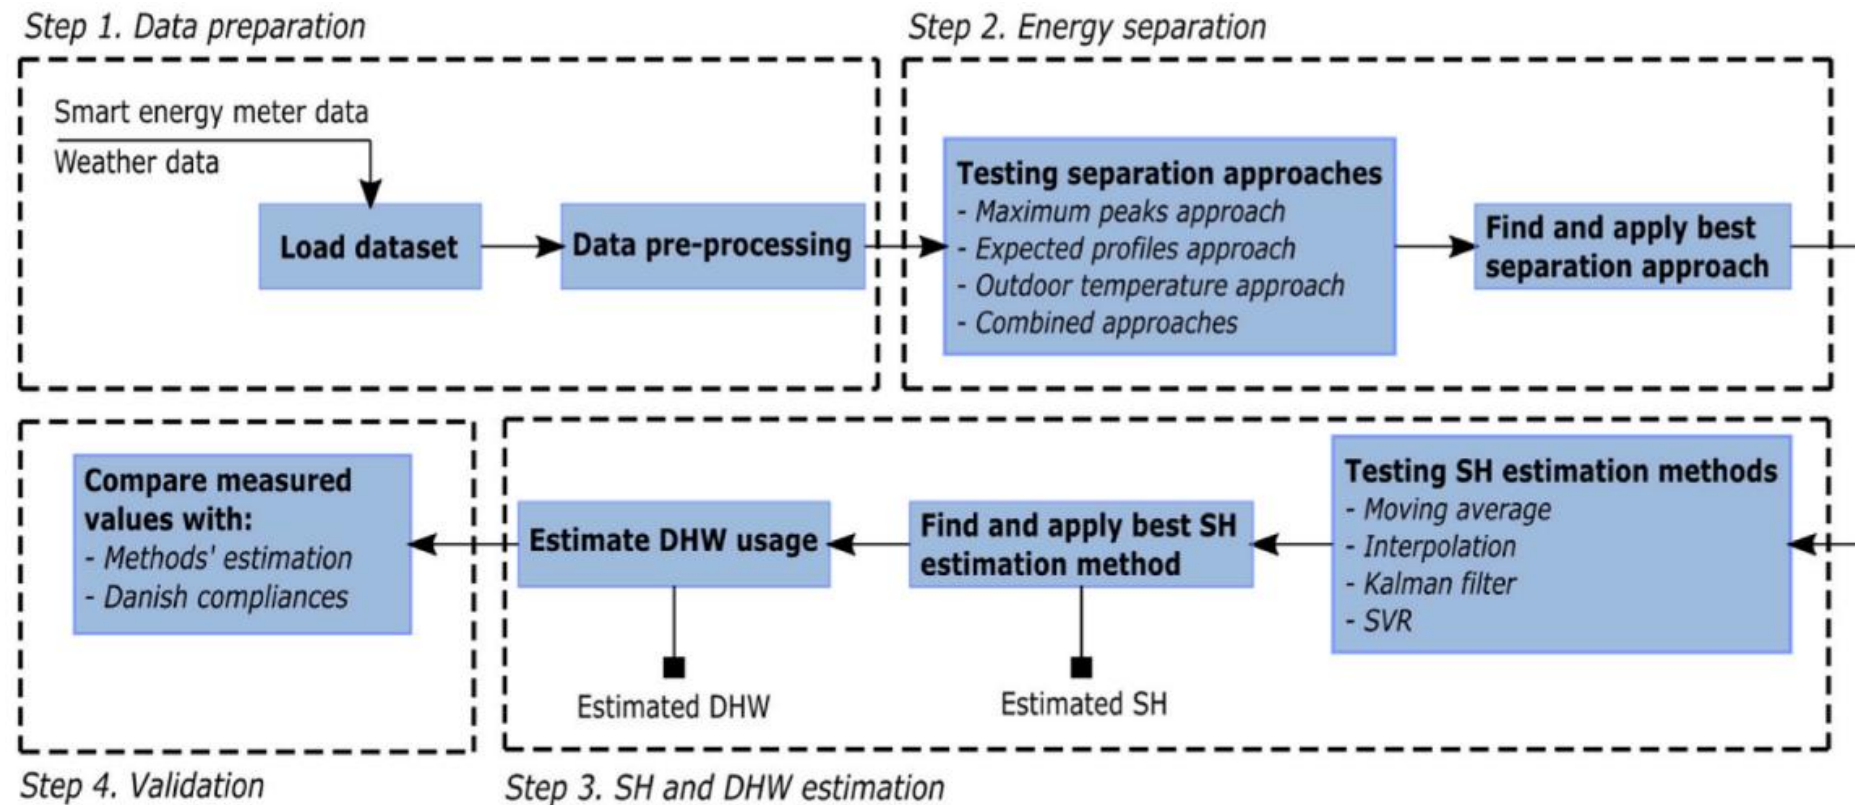 Step 1. Data preparation
Smart energy meter data
Weather data
Load dataset
Data pre-processing
Step 2. Energy separation
Testing separation approaches
- Maximum peaks approach
- Expected profiles approach
- Outdoor temperature approach
- Combined approaches
Find and apply best
separation approach
Testing SH estimation methods
- Moving average
- Interpolation
- Kalman filter
- SVR
Find and apply best SH
estimation method
Estimated SH
Estimate DHW usage
Estimated DHW
Step 3. SH and DHW estimation
Compare measured
values with:
- Methods' estimation
- Danish compliances
Step 4. Validation